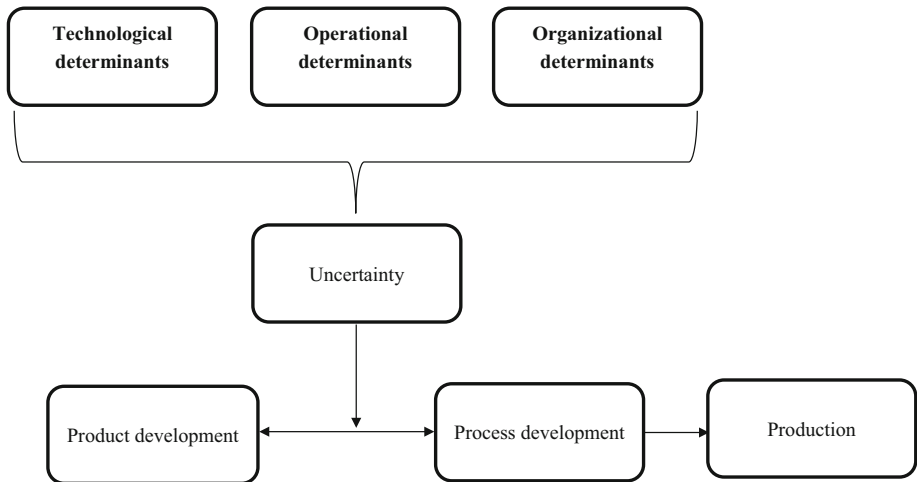 Technological
determinants
Operational
determinants
Organizational
determinants
Uncertainty
Product development
Process development
Production